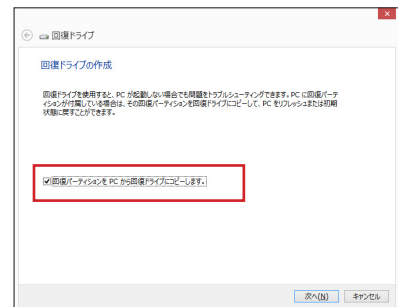 回復ドライブ
回復ドライブの作成
回復ドライブを使用すると、PC が起動しない場合でも問題をトラブルシューティングできます。PC に回復パーテ
ィションが付属している場合は、その回復パーティションを回復ドライブにコピーして、PC をリフレッシュまたは初期
状態に戻すことができます。
回復パーティションを PC から回復ドライブにコピーします。
次へ(N) キャンセル